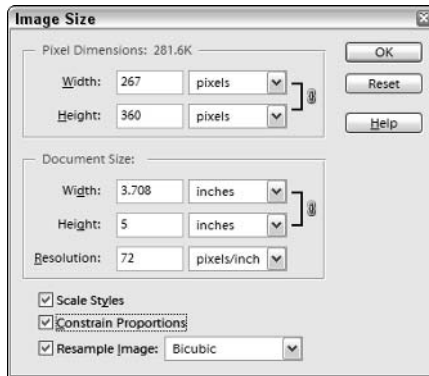 Image Size
Pixel Dimensions: 281.6K
OK
Width: 267 pixels
Reset
Height: 360 pixels
Help
Document Size:
Width: 3.708 inches
Height: 5 inches
Resolution: 72 pixels/inch
Scale Styles
Constrain Proportions
Resample Image: Bicubic